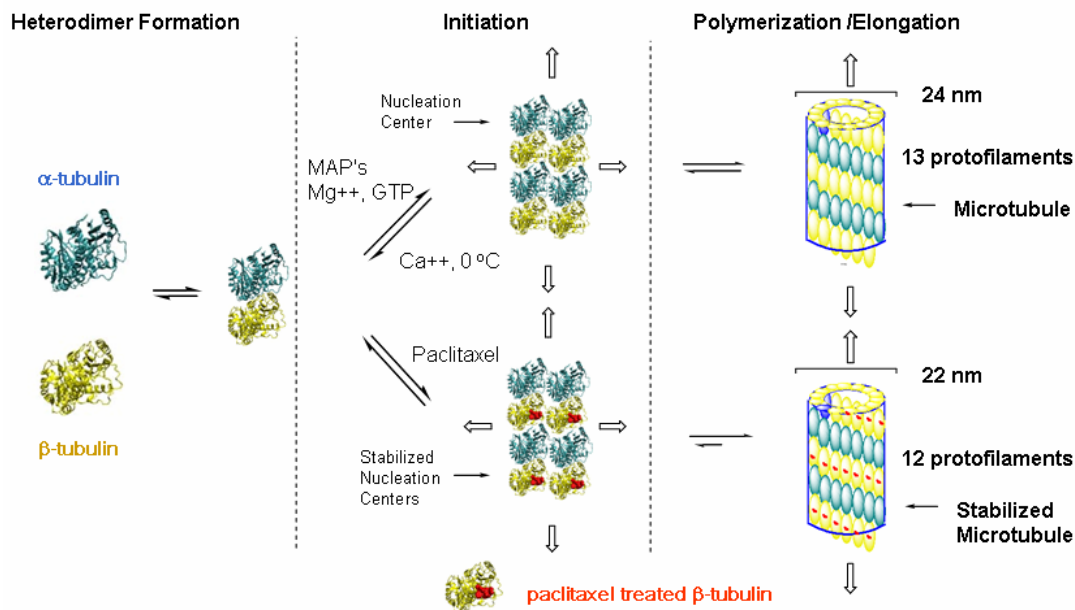 Heterodimer Formation
Initiation
Polymerization /Elongation
α-tubulin
β-tubulin
Nucleation
Center
MAP's
Mg++, GTP
Ca++, 0 ºC
24 nm
13 protofilaments
Microtubule
Paclitaxel
Stabilized
Nucleation
Centers
22 nm
12 protofilaments
Stabilized
Microtubule
paclitaxel treated β-tubulin